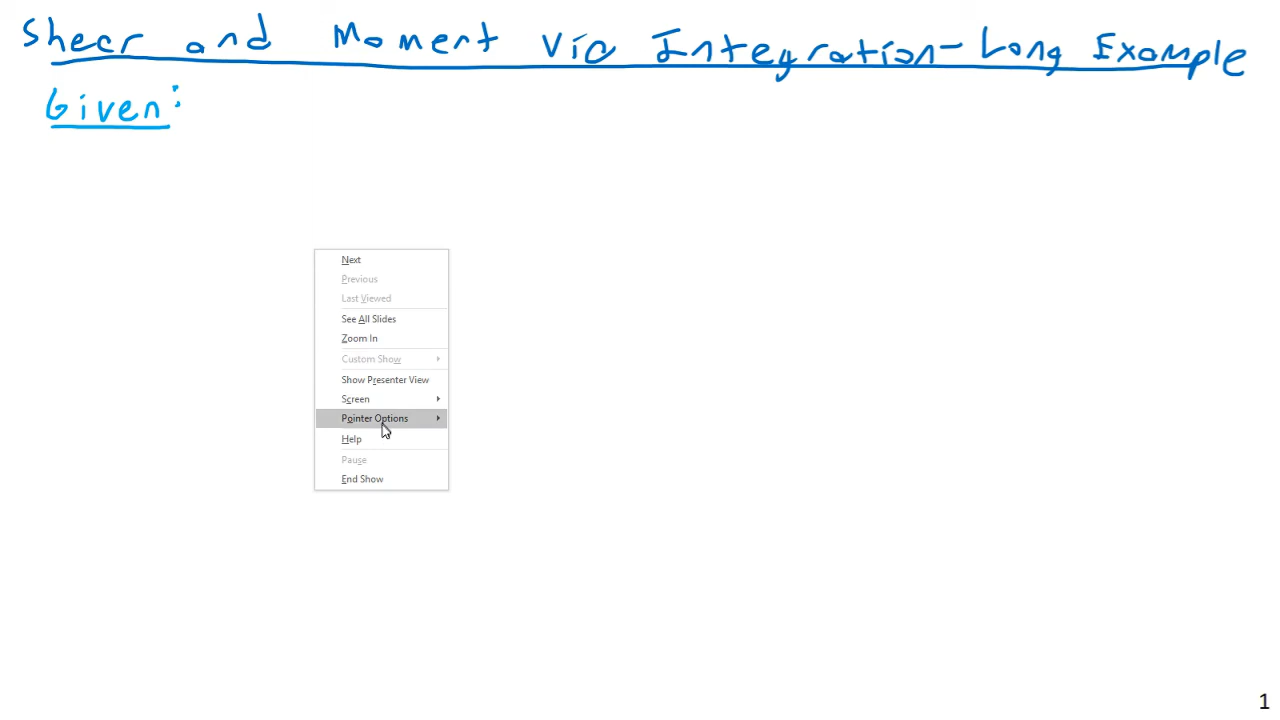 Shear and Moment Via Integration - Long Example
Given:
Next
Previous
Last Viewed
See All Slides
Zoom In
Custom Show
Show Presenter View
Screen
Pointer Options
Help
Pause
End Show
1